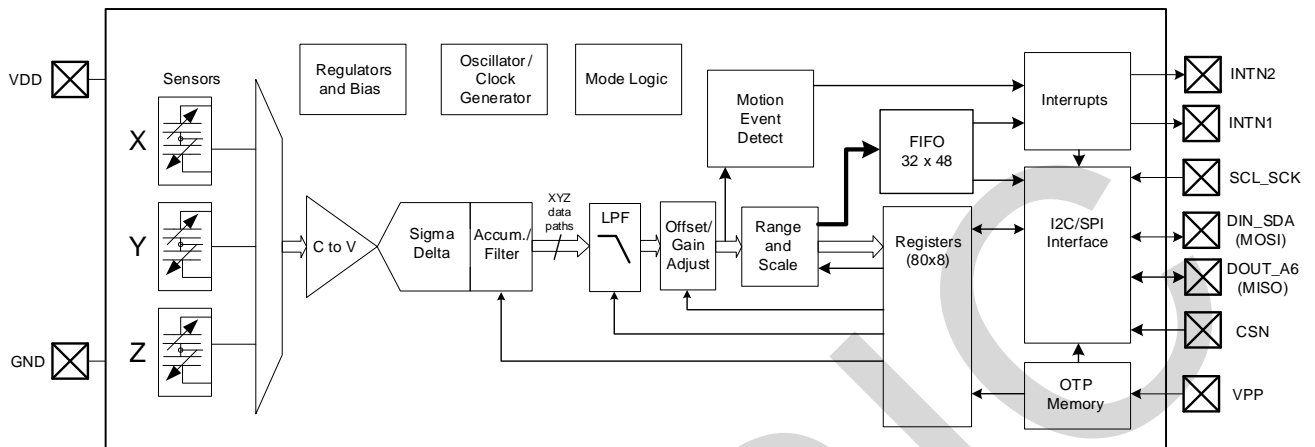 VDD
GND
Sensors
X
Y
Z
Regulators
and Bias
Oscillator/
Clock
Generator
Mode Logic
C to V
Sigma
Delta
Accum./
Filter
XYZ
data
paths
LPF
Offset/
Gain
Adjust
Motion
Event
Detect
Range
and
Scale
FIFO
32 x 48
Registers
(80x8)
Interrupts
I2C/SPI
Interface
OTP
Memory
INTN2
INTN1
SCL_SCK
DIN_SDA
(MOSI)
DOUT_A6
(MISO)
CSN
VPP